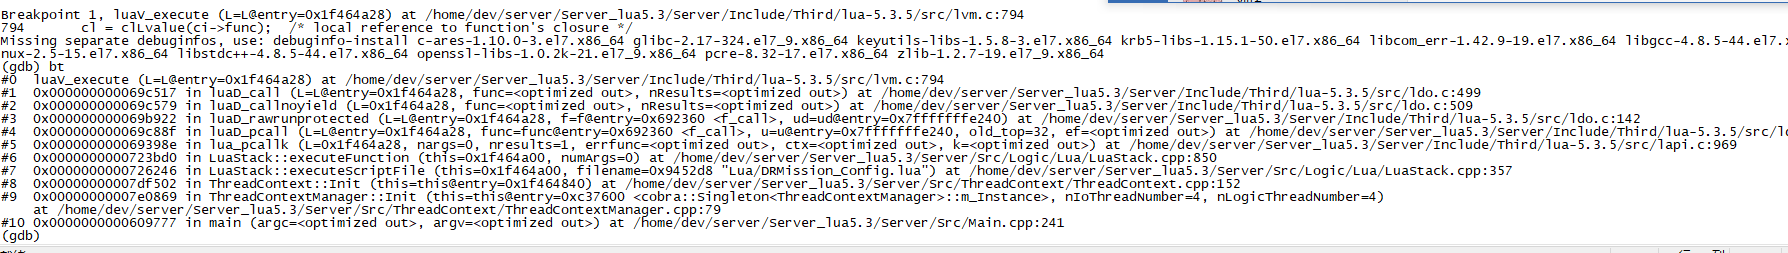 Breakpoint 1, luaV_execute (L=L@entry=0x1f464a28) at /home/dev/server/Server_lua5.3/Server/Include/Third/lua-5.3.5/src/lvm.c:794
794 cl = clLvalue(ci->func); /* local reference to function's closure */
Missing separate debuginfos, use: debuginfo-install c-ares-1.10.0-3.el7.x86_64 glibc-2.17-324.el7_9.x86_64 keyutils-libs-1.5.8-3.el7.x86_64 krb5-libs-1.15.1-50.el7.x86_64 libcom_err-1.42.9-19.el7.x86_64 libgcc-4.8.5-44.el7.x
nux-2.5-15.el7.x86_64 libstdc++-4.8.5-44.el7.x86_64 openssl-libs-1.0.2k-21.el7_9.x86_64 pcre-8.32-17.el7.x86_64 zlib-1.2.7-19.el7_9.x86_64
(gdb) bt
#0 luaV_execute (L=L@entry=0x1f464a28) at /home/dev/server/Server_lua5.3/Server/Include/Third/lua-5.3.5/src/lvm.c:794
#1 0x000000000069c517 in luaD_call (L=L@entry=0x1f464a28, func=<optimized out>, nResults=<optimized out>) at /home/dev/server/Server_lua5.3/Server/Include/Third/lua-5.3.5/src/ldo.c:499
#2 0x000000000069c579 in luaD_callnoyield (L=0x1f464a28, func=<optimized out>, nResults=<optimized out>) at /home/dev/server/Server_lua5.3/Server/Include/Third/lua-5.3.5/src/ldo.c:509
#3 0x000000000069b922 in luaD_rawrunprotected (L=L@entry=0x1f464a28, f=f@entry=0x692360 <f_call>, ud=ud@entry=0x7fffffffe240) at /home/dev/server/Server_lua5.3/Server/Include/Third/lua-5.3.5/src/ldo.c:142
#4 0x000000000069c88f in luaD_pcall (L=L@entry=0x1f464a28, func=func@entry=0x692360 <f_call>, u=u@entry=0x7fffffffe240, old_top=32, ef=<optimized out>) at /home/dev/server/Server_lua5.3/Server/Include/Third/lua-5.3.5/src/ld
#5 0x000000000069398e in lua_pcallk (L=0x1f464a28, nargs=0, nresults=1, errfunc=<optimized out>, ctx=<optimized out>, k=<optimized out>) at /home/dev/server/Server_lua5.3/Server/Include/Third/lua-5.3.5/src/lapi.c:969
#6 0x0000000000723bd0 in LuaStack::executeFunction (this=0x1f464a00, numArgs=0) at /home/dev/server/Server_lua5.3/Server/Src/Logic/Lua/LuaStack.cpp:850
#7 0x0000000000726246 in LuaStack::executeScriptFile (this=0x1f464a00, filename=0x9452d8 "Lua/DRMission_Config.lua") at /home/dev/server/Server_lua5.3/Server/Src/Logic/Lua/LuaStack.cpp:357
#8 0x00000000007df502 in ThreadContext::Init (this=this@entry=0x1f464840) at /home/dev/server/Server_lua5.3/Server/Src/ThreadContext/ThreadContext.cpp:152
#9 0x00000000007e0869 in ThreadContextManager::Init (this=this@entry=0xc37600 <cobra::Singleton<ThreadContextManager>::m_Instance>, nIoThreadNumber=4, nLogicThreadNumber=4)
at /home/dev/server/Server_lua5.3/Server/Src/ThreadContext/ThreadContextManager.cpp:79
#10 0x0000000000609777 in main (argc=<optimized out>, argv=<optimized out>) at /home/dev/server/Server_lua5.3/Server/Src/Main.cpp:241
(gdb)